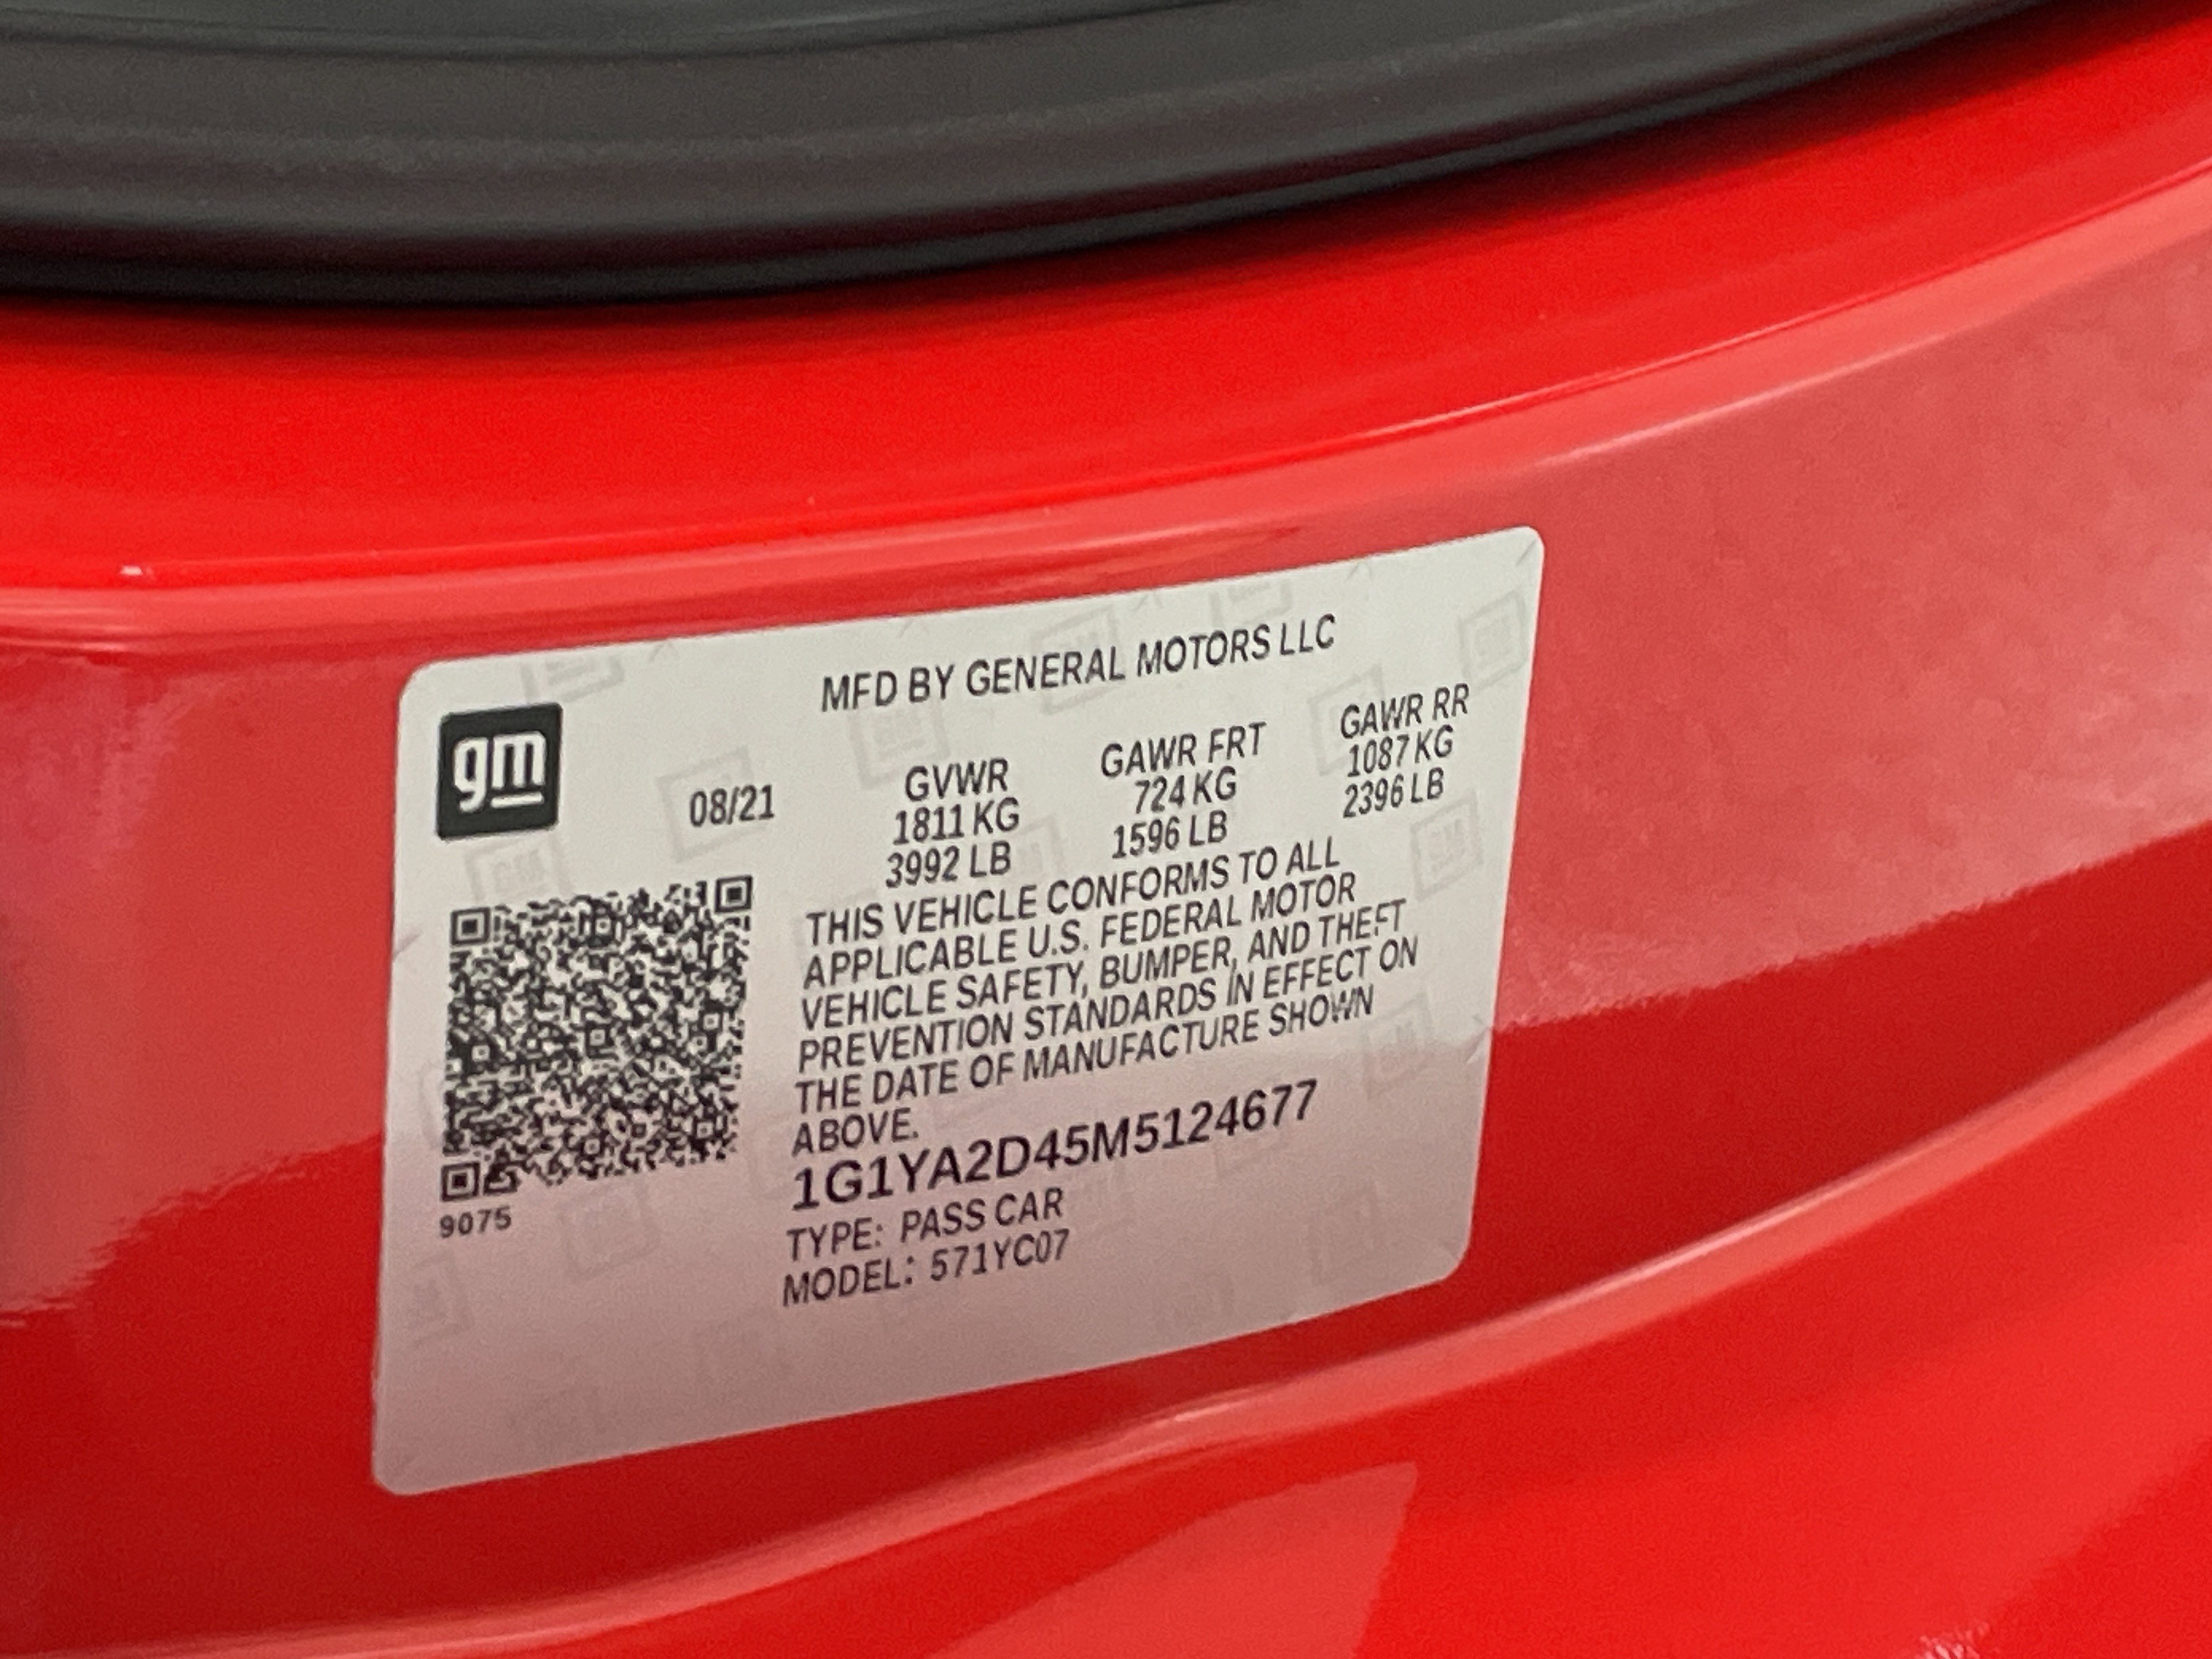 MFD BY GENERAL MOTORS LLC
gm
08/21
GVWR
1811 KG
3992 LB
GAWR FRT
724 KG
1596 LB
GAWR RR
1087 KG
2396 LB
THIS VEHICLE CONFORMS TO ALL
APPLICABLE U.S. FEDERAL MOTOR
VEHICLE SAFETY, BUMPER, AND THEFT
PREVENTION STANDARDS IN EFFECT ON
THE DATE OF MANUFACTURE SHOWN
ABOVE.
1G1YA2D45M5124677
TYPE: PASS CAR
MODEL: 571YC07
9075